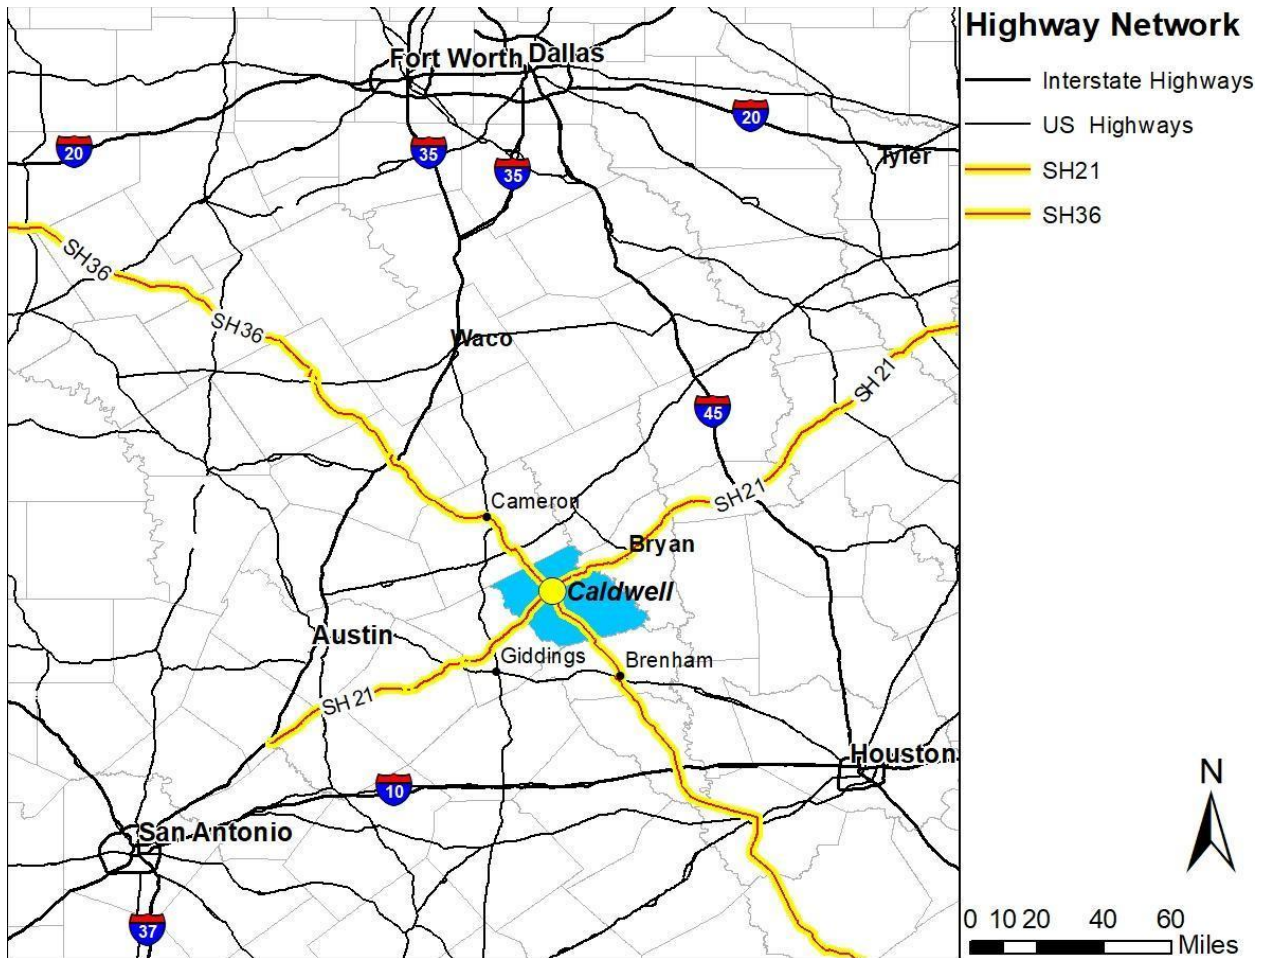 Highway Network
Interstate Highways
US Highways
SH21
SH36
Fort Worth
Dallas
20
20
35
35
Tyler
SH36
SH36
Waco
SH21
45
SH21
Cameron
Bryan
Caldwell
Austin
Giddings
Brenham
SH 21
Houston
10
San Antonio
37
N
0 10 20 40 60
Miles